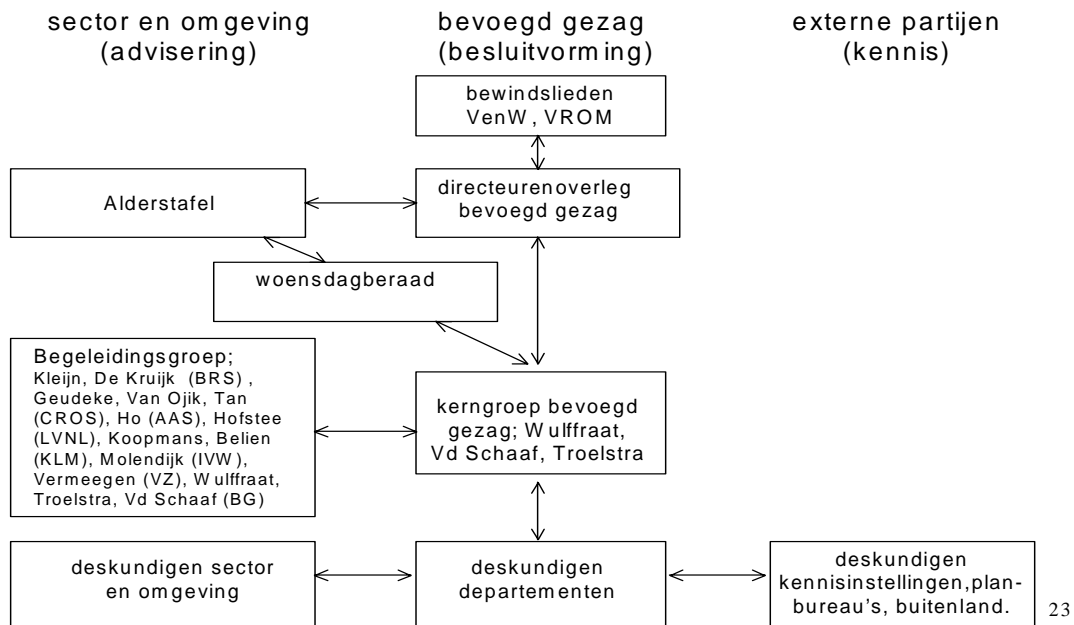 sector en omgeving
(advisering)
bevoegd gezag
(besluitvorming)
externe partijen
(kennis)
bewindslieden
VenW, VROM
Alderstafel
directeurenoverleg
bevoegd gezag
woensdagberaad
Begeleidingsgroep;
Kleijn, De Kruijk (BRS) ,
Geudeke, Van Ojik, Tan
(CROS), Ho (AAS), Hofstee
(LVNL), Koopmans, Belien
(KLM), Molendijk (IVW),
Vermeegen (VZ), Wulffraat,
Troelstra, Vd Schaaf (BG)
kerngroep bevoegd
gezag; Wulffraat,
Vd Schaaf, Troelstra
deskundigen sector
en omgeving
deskundigen
departementen
deskundigen
kennisinstellingen,plan-
bureau's, buitenland.
23